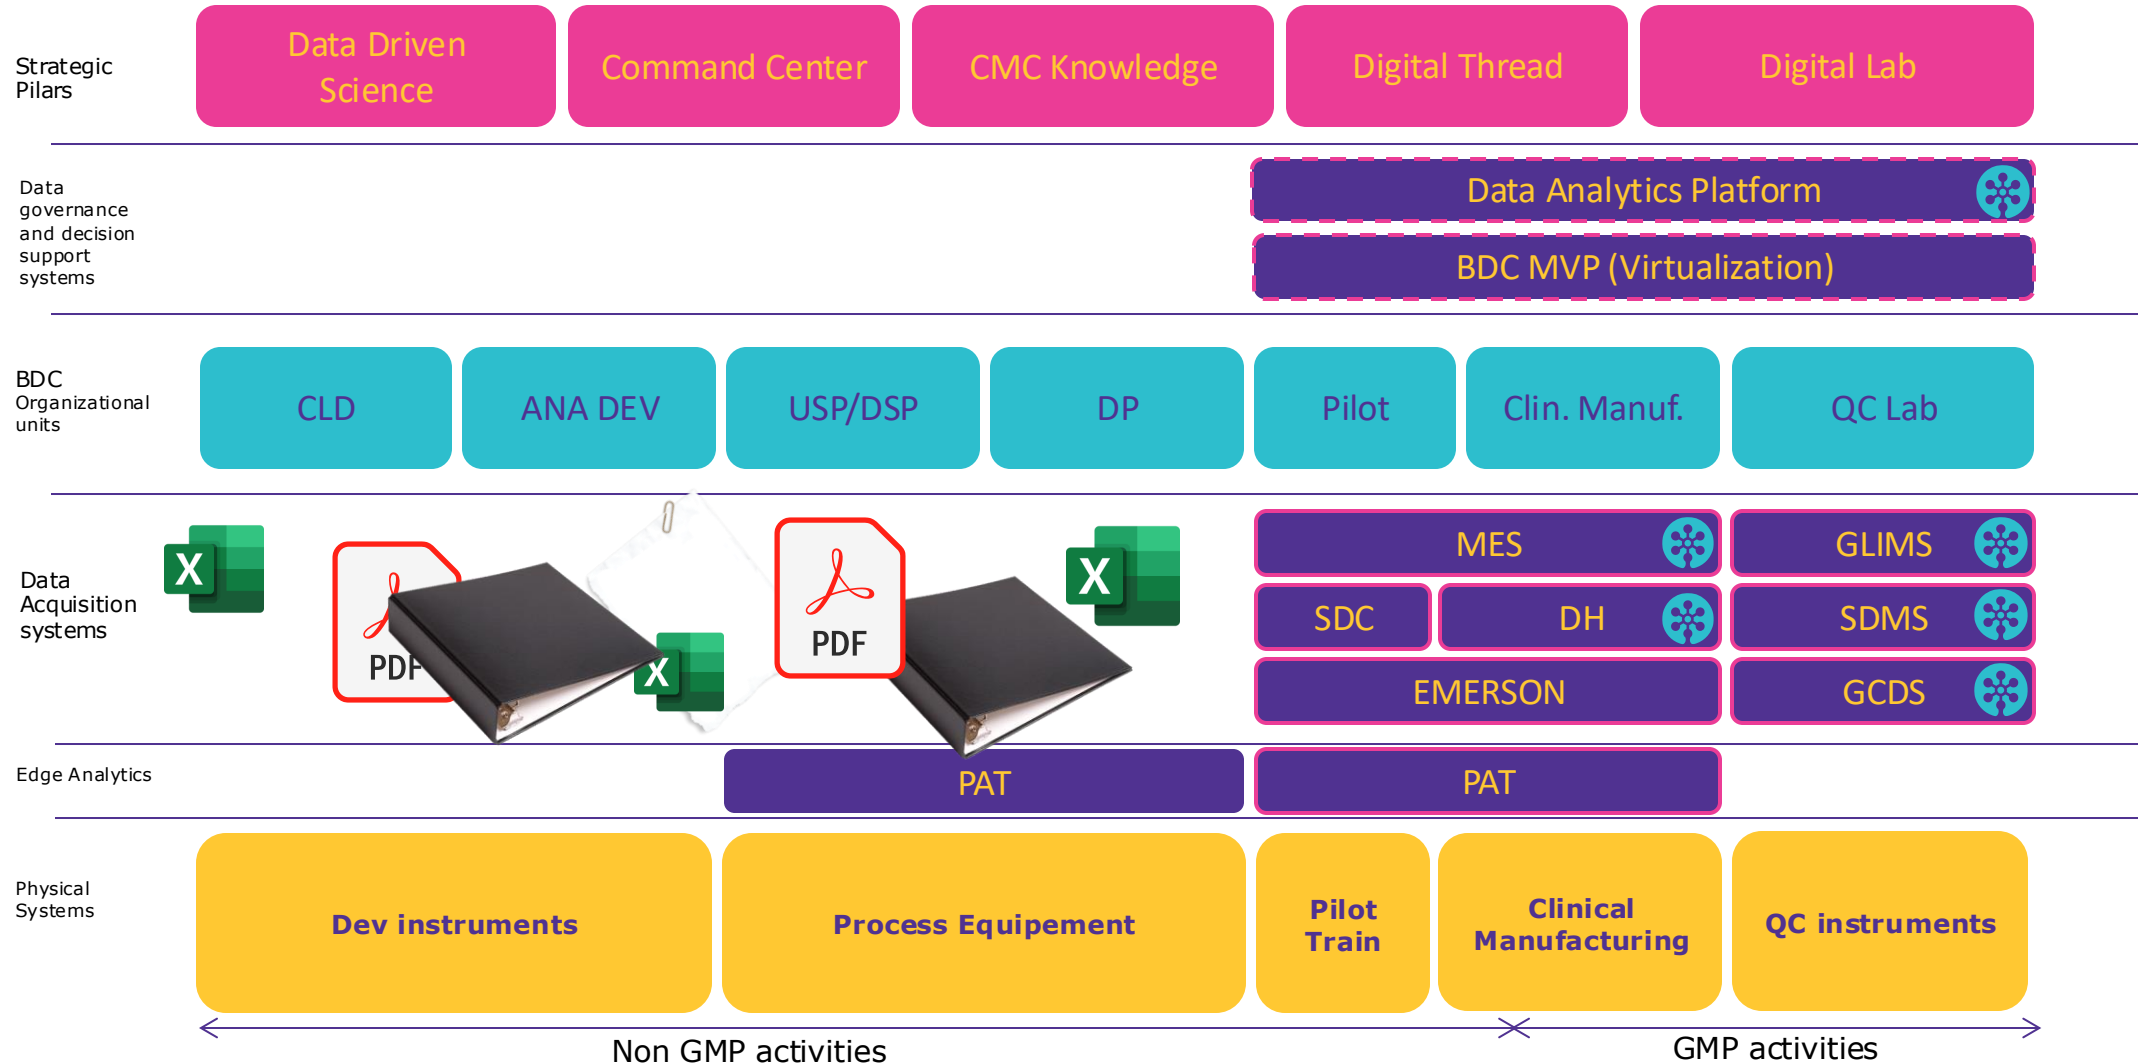 Strategic
Pilars
Data Driven
Science
Command Center
CMC Knowledge
Digital Thread
Digital Lab
Data
governance
and decision
support
systems
Data Analytics Platform
BDC MVP (Virtualization)
BDC
Organizational
units
CLD
ANA DEV
USP/DSP
DP
Pilot
Clin. Manuf.
QC Lab
Data
Acquisition
systems
X
PDF
X
PDF
X
MES
GLIMS
SDC
DH
SDMS
EMERSON
GCDS
Edge Analytics
PAT
PAT
Physical
Systems
Dev instruments
Process Equipement
Pilot
Train
Clinical
Manufacturing
QC instruments
Non GMP activities
GMP activities